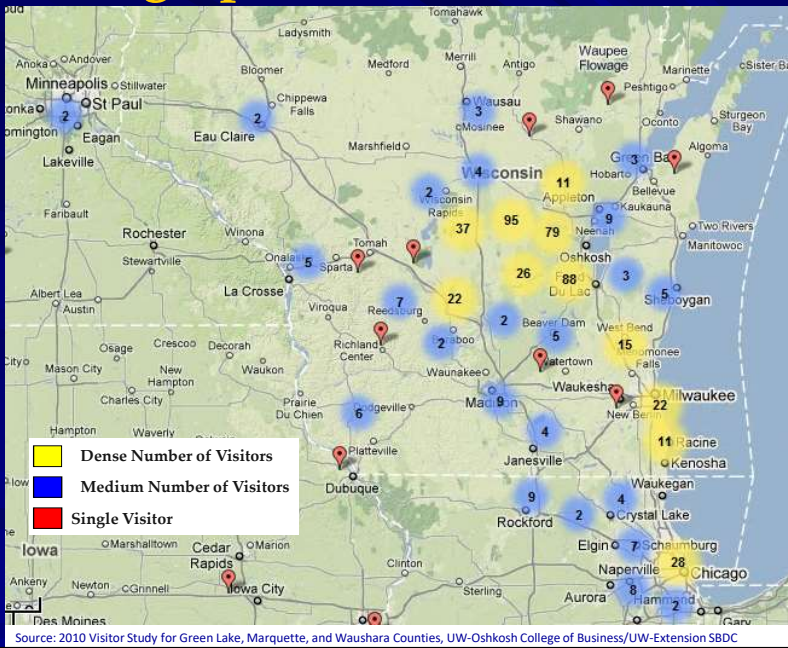 Tomahawk
Ladysmith
Medford
Merrill
Antigo
Waupee
Flowage
Marinette
Peshtigo
Sister B
Anoka
Andover
Stillwater
Bloomer
Chippewa
Falls
Minneapolis
St Paul
2
Eagan
Lakeville
2
Eau Claire
Wausau
3
Mosinee
Shawano
Oconto
Sturgeon
Bay
Marshfield
Green Bay
3
Hobarto
Algoma
Bellevue
4
Wisconsin
2
Wisconsin
Rapids
11
Appleton
Kaukauna
9
Neenah
Two Rivers
Manitowoc
37
95
79
Oshkosh
Faribault
Rochester
Stewartville
Winona
Onalas
5
Sparta
Tomah
La Crosse
26
88
Fond
Du Lac
3
5
Sheboygan
Albert Lea
Austin
Viroqua
7
Reedsburg
22
2
Beaver Dam
5
West Bend
15
Menomonee
Falls
Richland
Center
2
Baraboo
Watertown
Osage
Cresco
Decorah
Mason City
New
Hampton
Charles City
Waukon
Prairie
Du Chien
Waunakee
Madison
9
Waukesha
New Berlin
Milwaukee
22
6
Dodgeville
11
Racine
Kenosha
Hampton
Waverly
4
Janesville
Platteville
Dubuque
Dense Number of Visitors
Medium Number of Visitors
Single Visitor
9
Rockford
2
4
Crystal Lake
Waukegan
Iowa
Marshalltown
Cedar
Rapids
Marion
Elgin
7
Schaumburg
28
Chicago
Naperville
Aurora
8
Hammond
2
Gary
Clinton
Sterling
Ankeny
Newton
Grinnell
Iowa City
Des Moines
Source: 2010 Visitor Study for Green Lake, Marquette, and Waushara Counties, UW-Oshkosh College of Business/UW-Extension SBDC